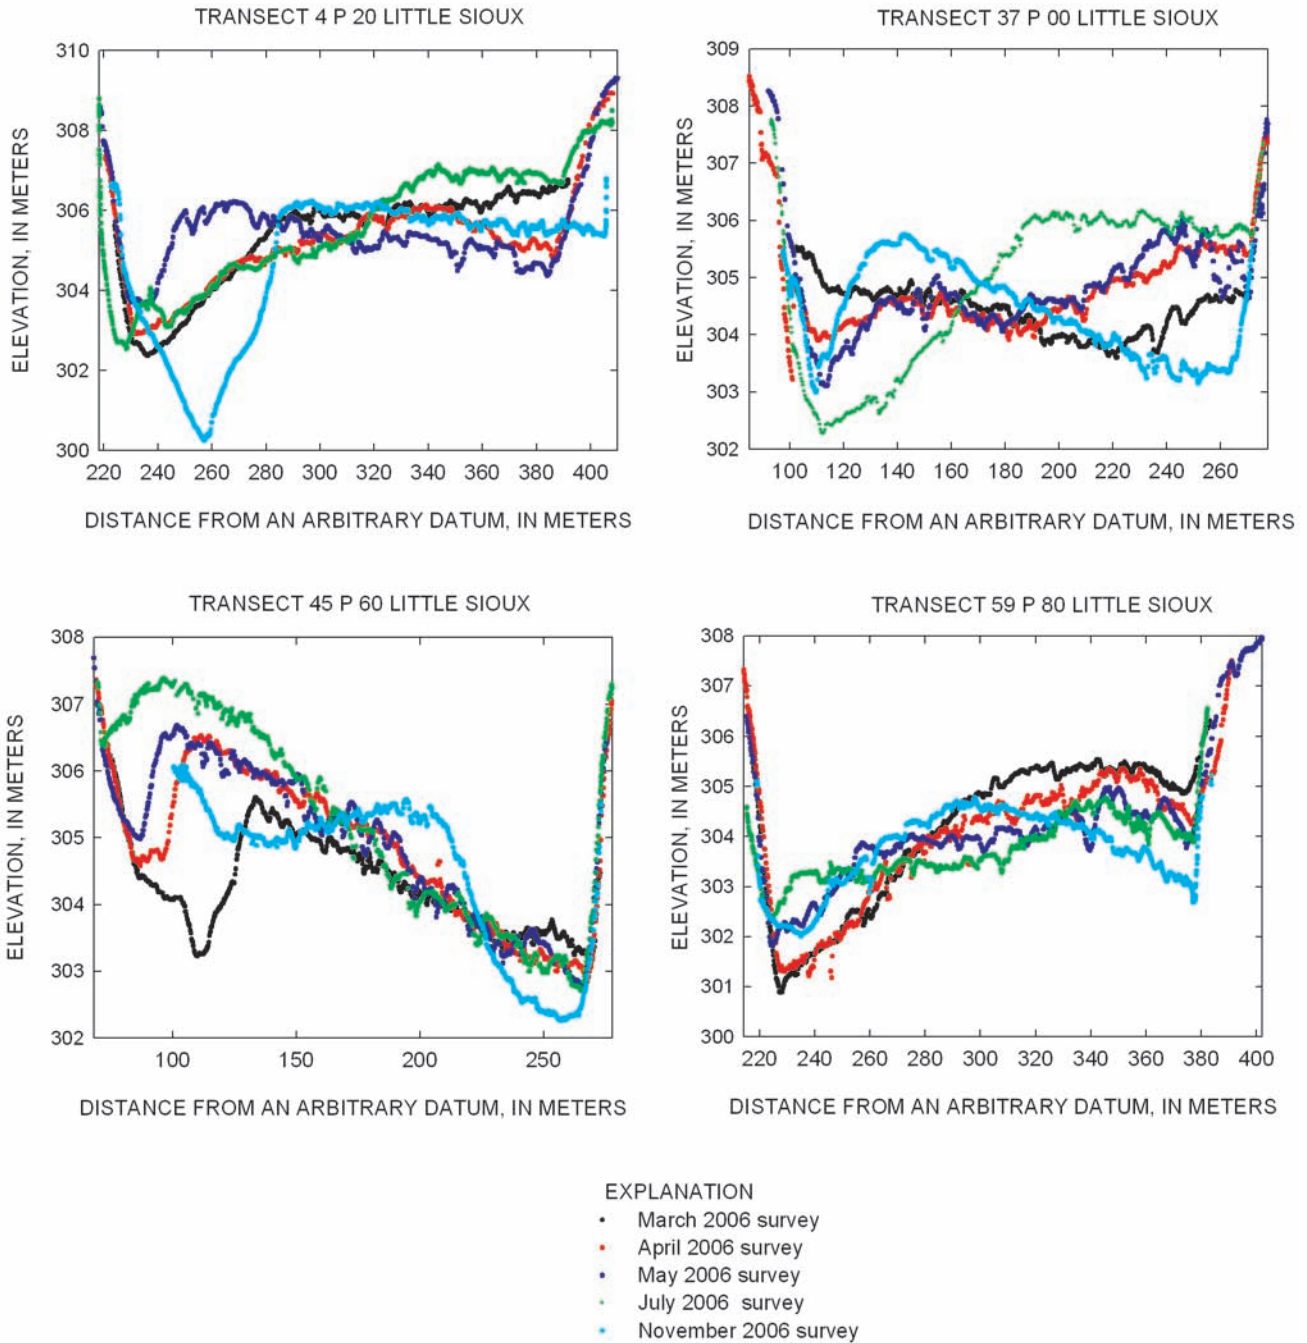 TRANSECT 4 P 20 LITTLE SIOUX
310
308
306
304
302
300
ELEVATION, IN METERS
220 240 260 280 300 320 340 360 380 400
DISTANCE FROM AN ARBITRARY DATUM, IN METERS
TRANSECT 37 P 00 LITTLE SIOUX
309
308
307
306
305
304
303
302
ELEVATION, IN METERS
100 120 140 160 180 200 220 240 260
DISTANCE FROM AN ARBITRARY DATUM, IN METERS
TRANSECT 45 P 60 LITTLE SIOUX
308
307
306
305
304
303
302
ELEVATION, IN METERS
100 150 200 250
DISTANCE FROM AN ARBITRARY DATUM, IN METERS
TRANSECT 59 P 80 LITTLE SIOUX
308
307
306
305
304
303
302
301
300
ELEVATION, IN METERS
220 240 260 280 300 320 340 360 380 400
DISTANCE FROM AN ARBITRARY DATUM, IN METERS
EXPLANATION
March 2006 survey
April 2006 survey
May 2006 survey
July 2006 survey
November 2006 survey